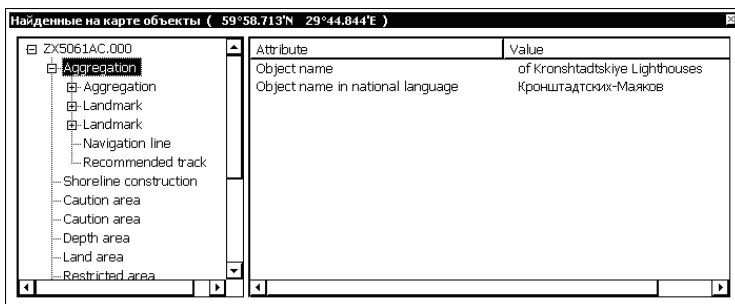 Найденные на карте объекты ( 59°58.713'N 29°44.844'E )
ZX5061AC.000
Aggregation
Aggregation
Landmark
Landmark
Navigation line
Recommended track
Shoreline construction
Caution area
Caution area
Depth area
Land area
Restricted area
Attribute Value
Object name of Kronshtadtskiye Lighthouses
Object name in national language Кронштадтских-Маяков